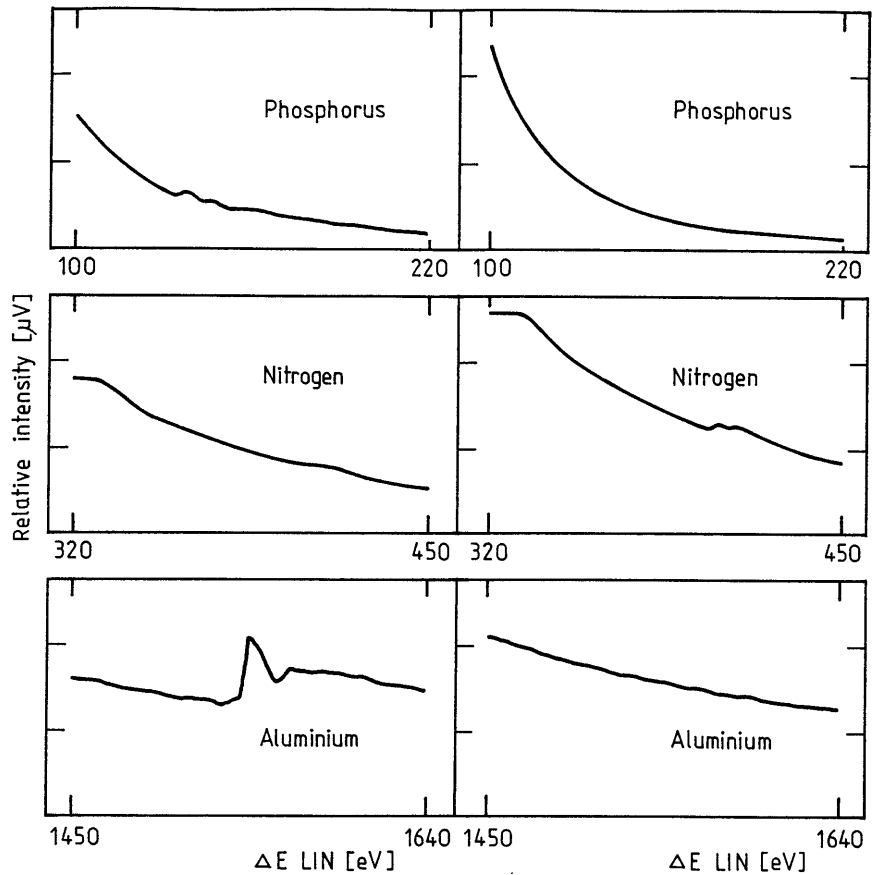 Phosphorus Phosphorus
100 220 100 220
Relative intensity [μV]
Nitrogen Nitrogen
320 450 320 450
Aluminium Aluminium
1450 1640 1450 1640
ΔE LIN [eV] ΔE LIN [eV]